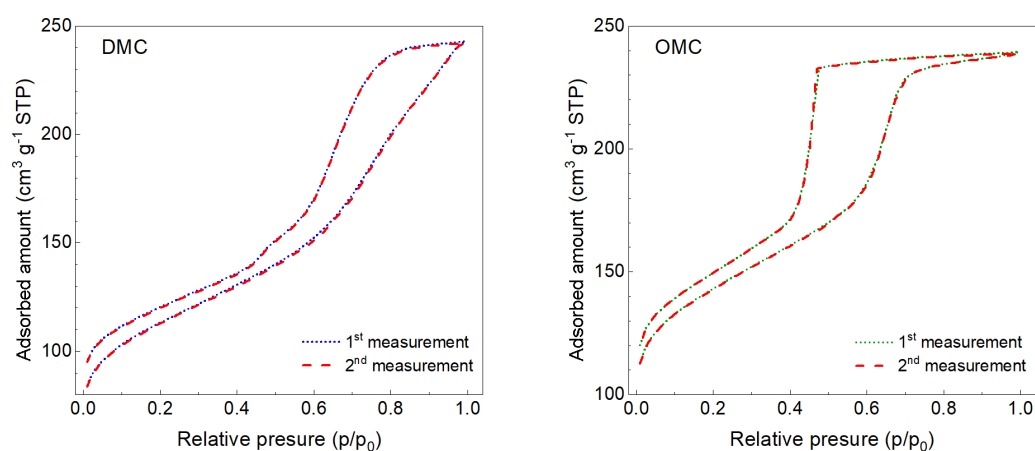 DMC
250
200
150
100
0.0 0.2 0.4 0.6 0.8 1.0
Adsorbed amount (cm³ g⁻¹ STP)
Relative presure (p/p₀)
1ˢᵗ measurement
2ⁿᵈ measurement
OMC
250
200
150
100
0.0 0.2 0.4 0.6 0.8 1.0
Adsorbed amount (cm³ g⁻¹ STP)
Relative presure (p/p₀)
1ˢᵗ measurement
2ⁿᵈ measurement